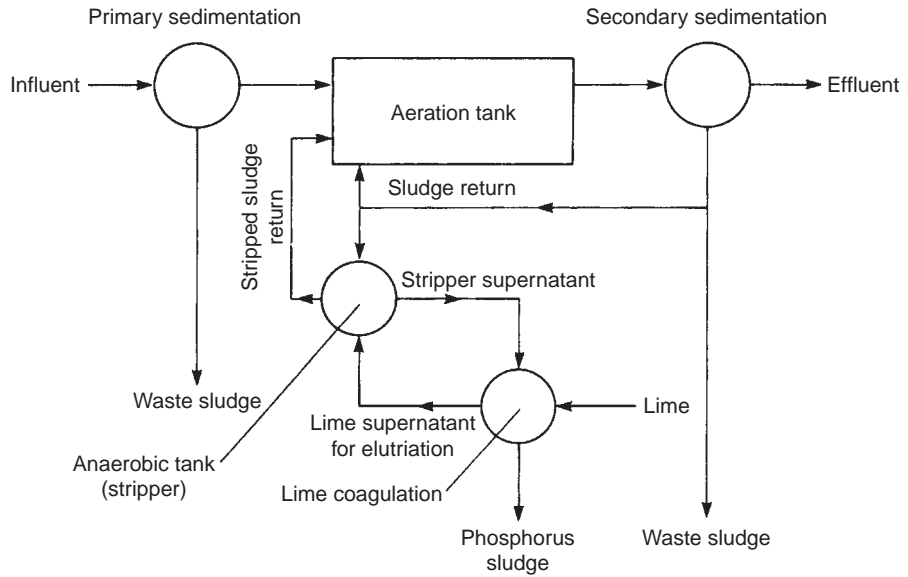 Primary sedimentation
Secondary sedimentation
Influent
Aeration tank
Effluent
Stripped sludge
return
Sludge return
Stripper supernatant
Waste sludge
Lime supernatant
for elutriation
Lime
Anaerobic tank
(stripper)
Lime coagulation
Phosphorus
sludge
Waste sludge